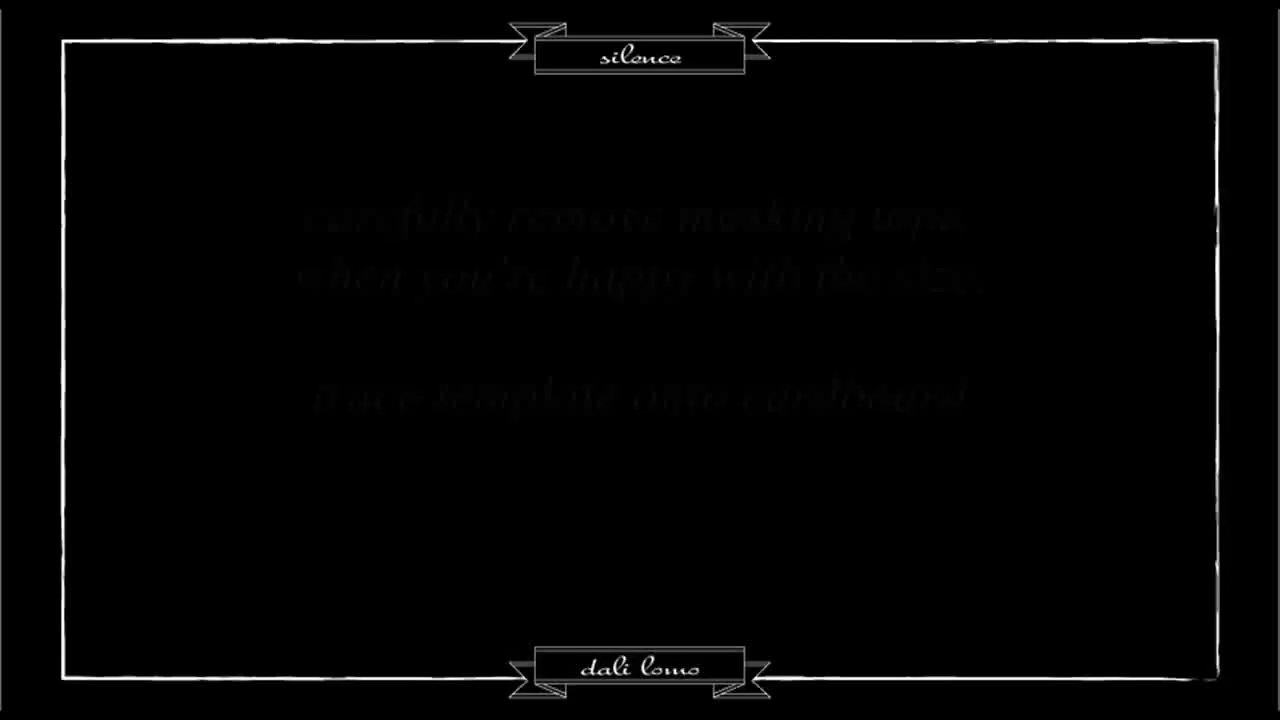 silence
carefully remove masking tape
when you're happy with the size.
trace template onto cardboard
dali lomo